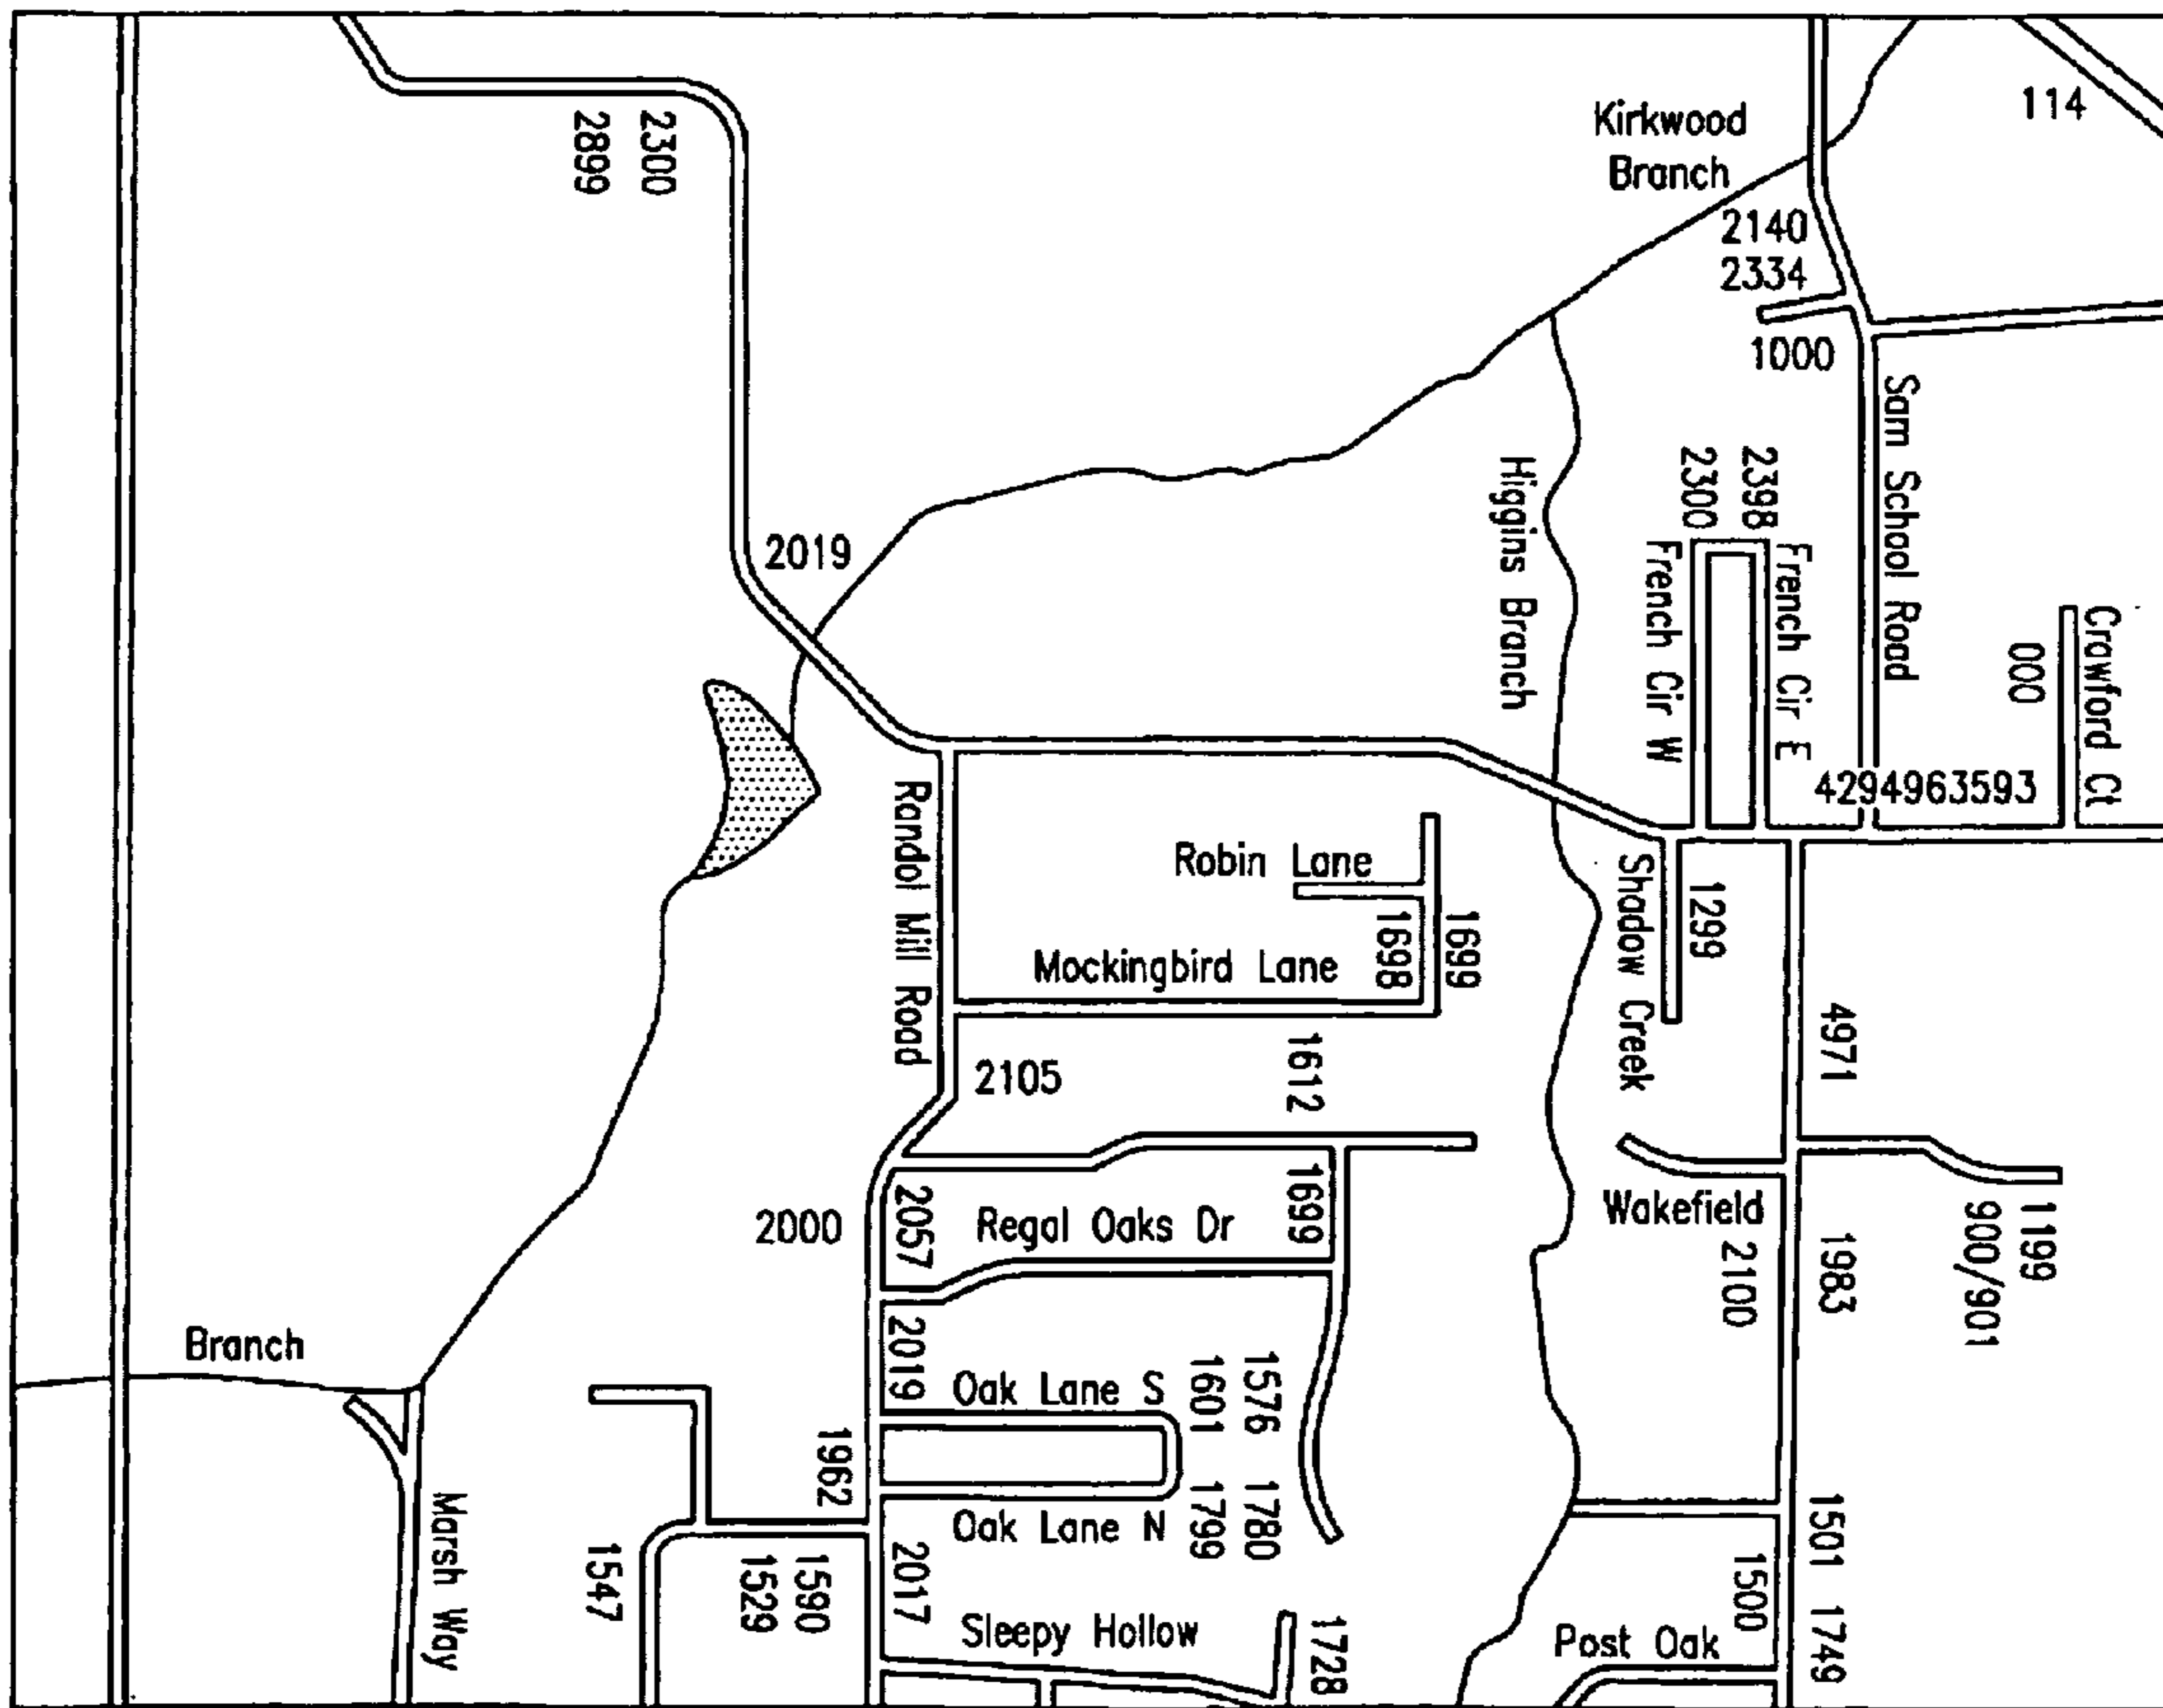 114
Kirkwood
Branch
2300
2899
2140
2334
1000
Sam School Road
Higgins Branch
2398
2300
French Cir E
French Cir W
2019
Crawford Ct
000
4294963593
Randol Mill Road
Robin Lane
1699
1698
Mockingbird Lane
Shadow Creek
1299
4971
2105
1612
2000
2057
Regal Oaks Dr
1699
Wakefield
2100
1983
1199
900/901
Branch
2019
Oak Lane S
1576 1780
1601 1799
Oak Lane N
1962
Marsh Way
1547
1590
1529
2017
Sleepy Hollow
1728
1501 1749
1500
Post Oak